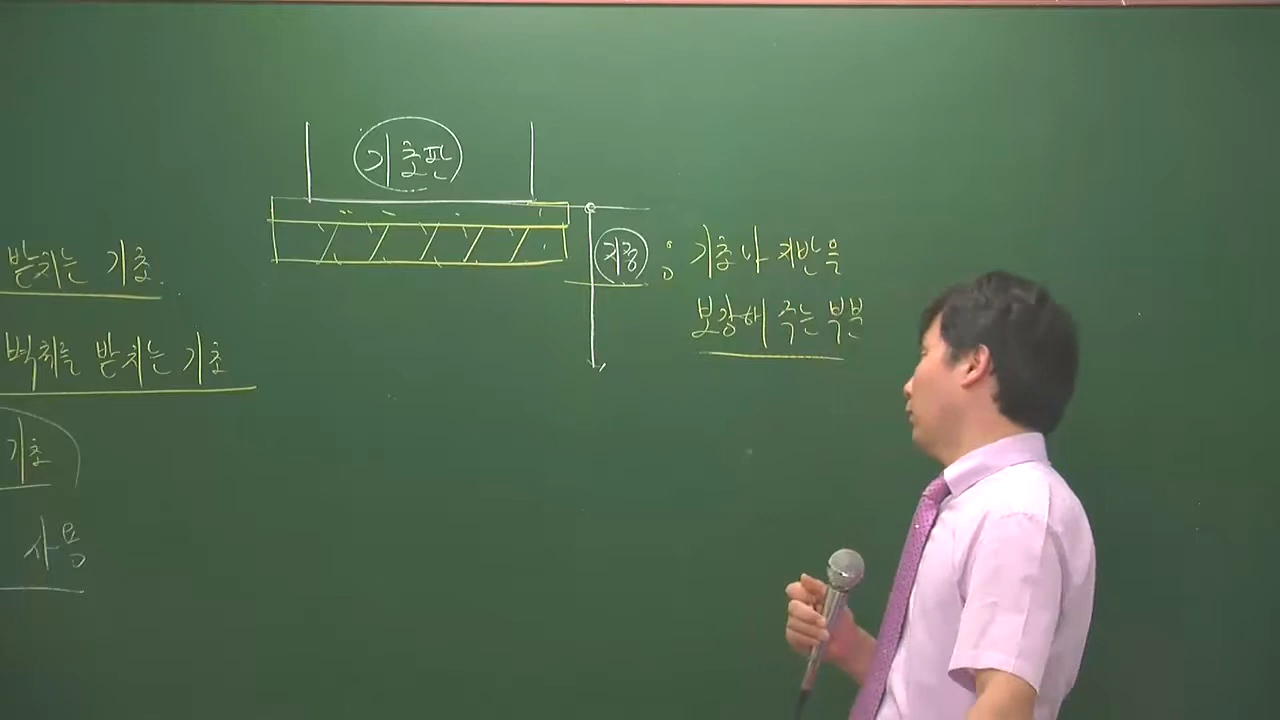 기초판
지정 : 기초나 지반을
보강해 주는 부분
받치는 기초.
벽체를 받치는 기초
기초
사용